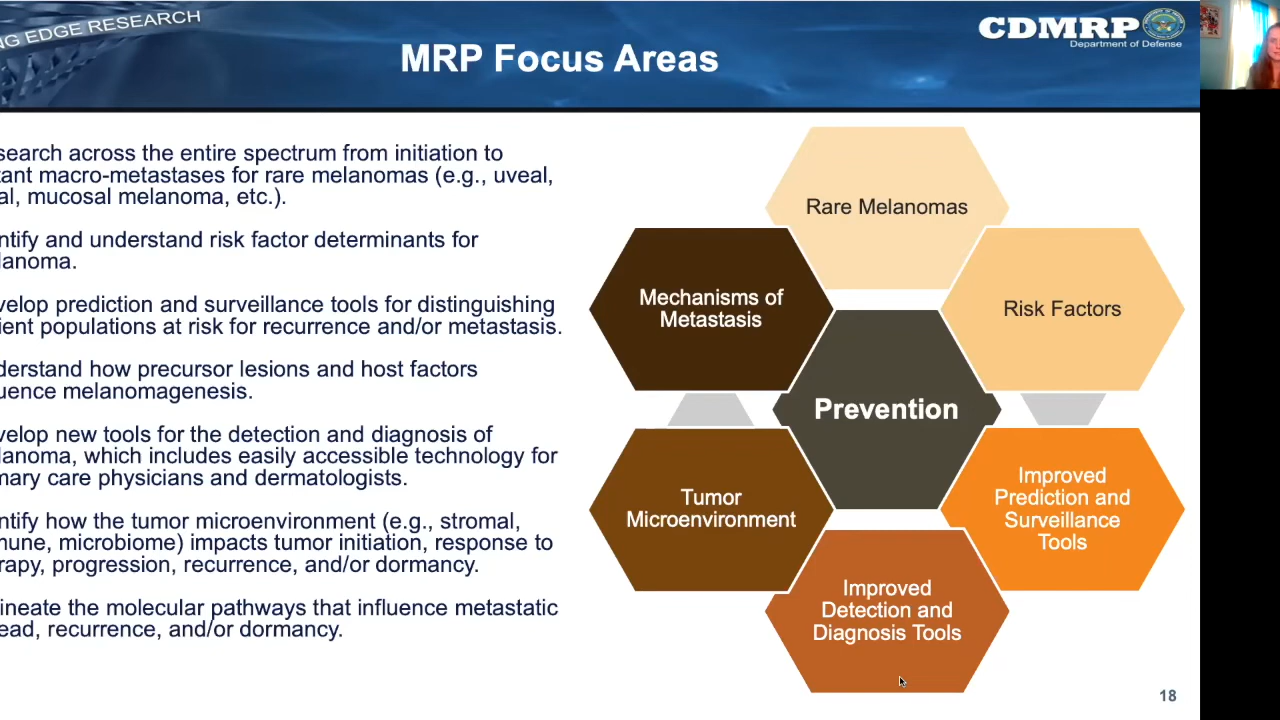 NG EDGE RESEARCH
MRP Focus Areas
CDMRP
Department of Defense
search across the entire spectrum from initiation to
tant macro-metastases for rare melanomas (e.g., uveal,
al, mucosal melanoma, etc.).
ntify and understand risk factor determinants for
lanoma.
velop prediction and surveillance tools for distinguishing
ient populations at risk for recurrence and/or metastasis.
derstand how precursor lesions and host factors
uence melanomagenesis.
velop new tools for the detection and diagnosis of
lanoma, which includes easily accessible technology for
mary care physicians and dermatologists.
ntify how the tumor microenvironment (e.g., stromal,
nune, microbiome) impacts tumor initiation, response to
rapy, progression, recurrence, and/or dormancy.
ineate the molecular pathways that influence metastatic
ead, recurrence, and/or dormancy.
Rare Melanomas
Mechanisms of
Metastasis
Risk Factors
Prevention
Tumor
Microenvironment
Improved
Prediction and
Surveillance
Tools
Improved
Detection and
Diagnosis Tools
18